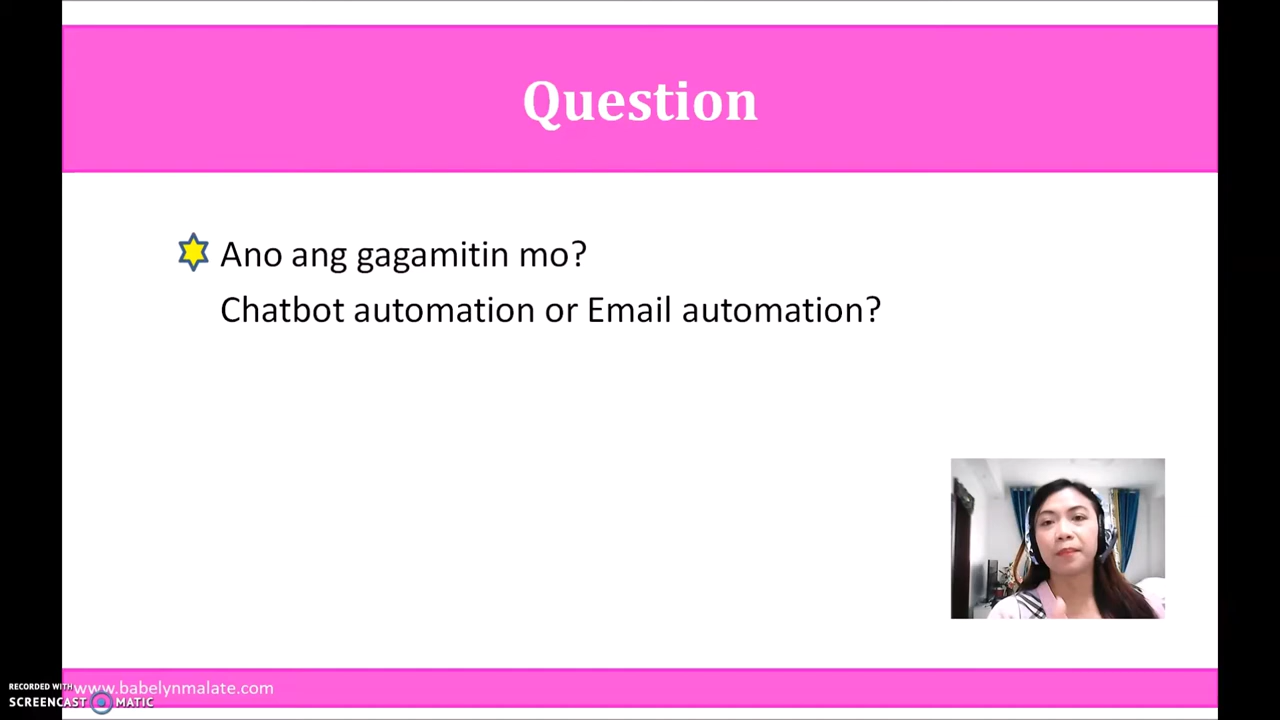 Question
Ano ang gagamitin mo?
Chatbot automation or Email automation?
www.babelynmalate.com
RECORDED WITH
SCREENCAST MATIC